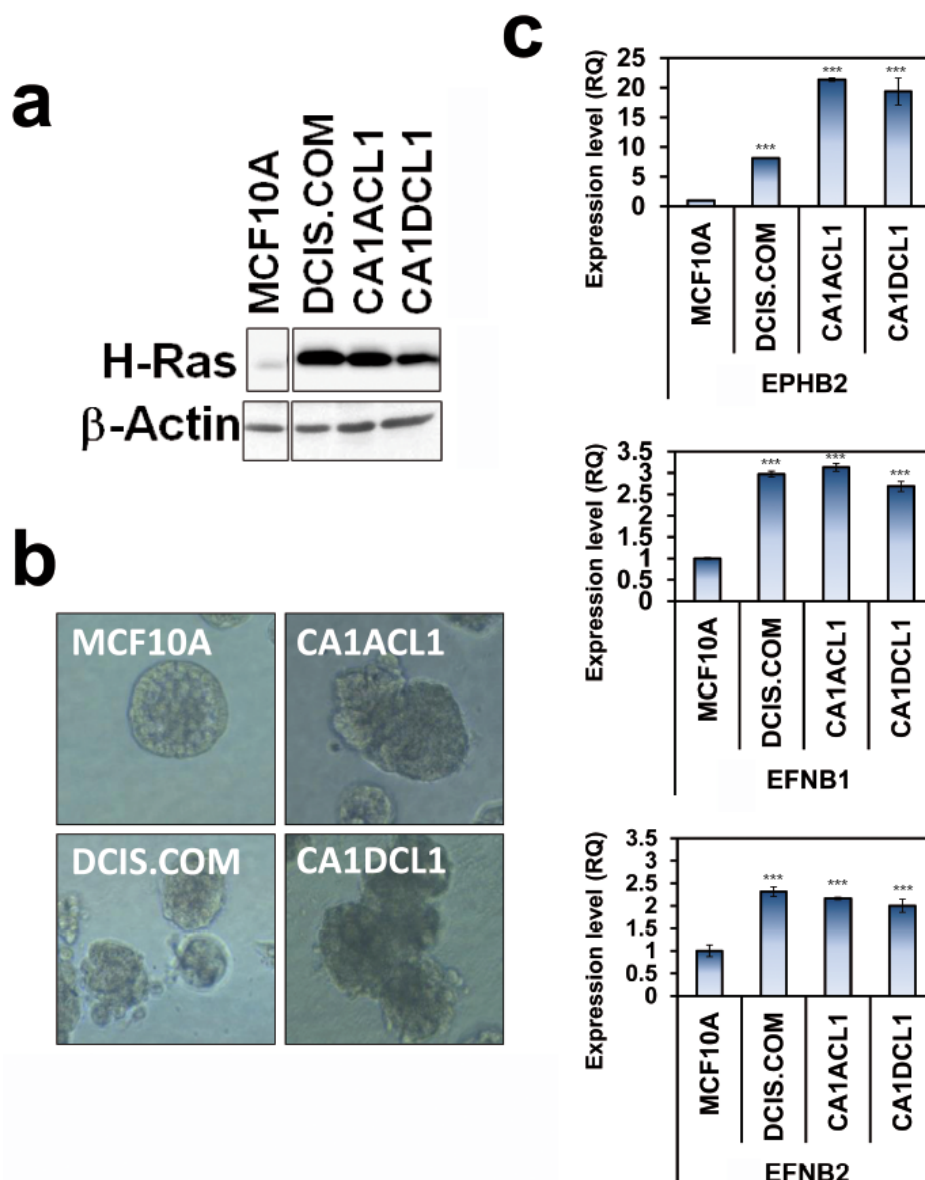 a
MCF10A
DCIS.COM
CA1ACL1
CA1DCL1
H-Ras
β-Actin
b
MCF10A
CA1ACL1
DCIS.COM
CA1DCL1
c
Expression level (RQ)
25
20
15
10
5
0
***
***
***
MCF10A
DCIS.COM
CA1ACL1
CA1DCL1
EPHB2
Expression level (RQ)
3.5
3
2.5
2
1.5
1
0.5
0
***
***
***
MCF10A
DCIS.COM
CA1ACL1
CA1DCL1
EFNB1
Expression level (RQ)
3.5
3
2.5
2
1.5
1
0.5
0
***
***
***
MCF10A
DCIS.COM
CA1ACL1
CA1DCL1
EFNB2